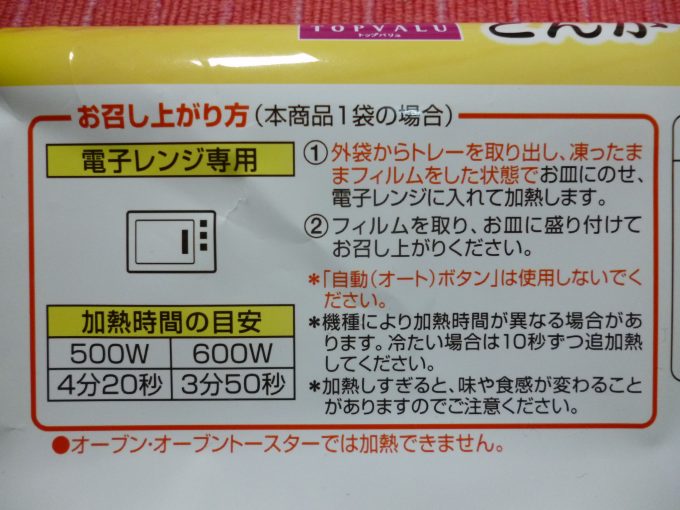 TOPVALU
トップバリュ
お召し上がり方(本商品1袋の場合)
電子レンジ専用
①外袋からトレーを取り出し、凍ったまま
まフィルムをした状態でお皿にのせ、
電子レンジに入れて加熱します。
②フィルムを取り、お皿に盛り付けて
お召し上がりください。
*「自動(オート)ボタン」は使用しないでく
ださい。
加熱時間の目安
500W 600W
4分20秒 3分50秒
*機種により加熱時間が異なる場合があ
ります。冷たい場合は10秒ずつ追加加熱
してください。
*加熱しすぎると、味や食感が変わること
がありますのでご注意ください。
●オーブン・オーブントースターでは加熱できません。